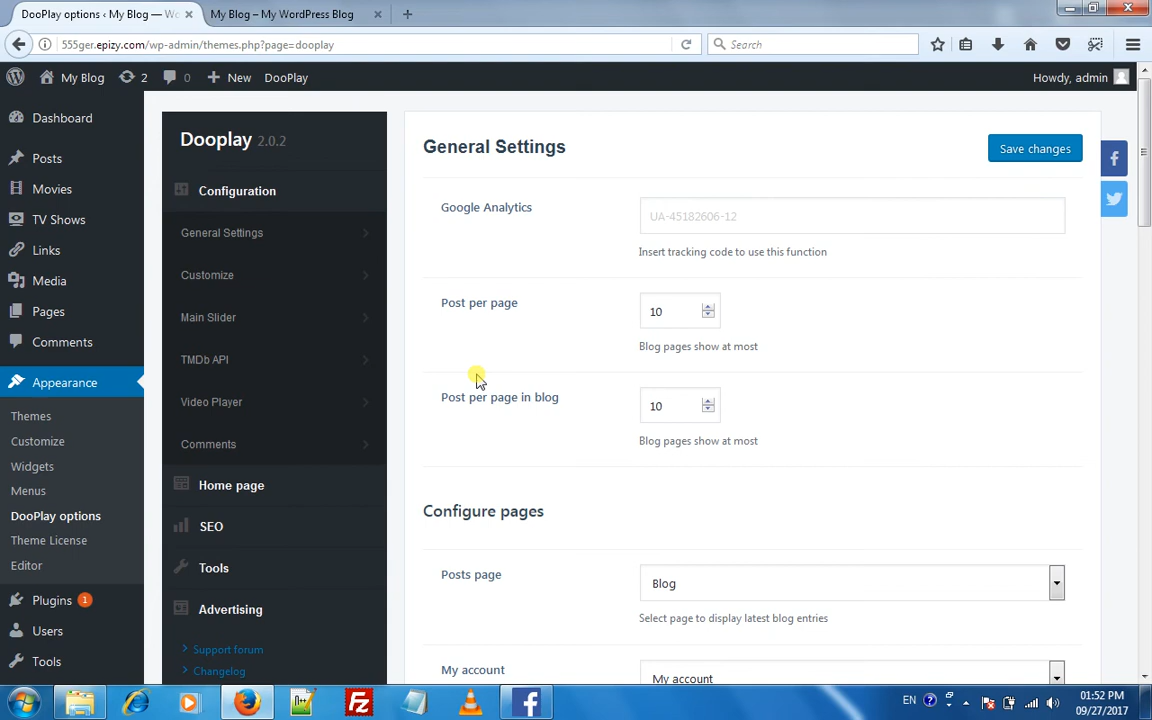 DooPlay options ‹ My Blog — Wo
My Blog – My WordPress Blog
555ger.epizy.com/wp-admin/themes.php?page=dooplay
Search
My Blog
2
0
New
DooPlay
Howdy, admin
Dashboard
Posts
Movies
TV Shows
Links
Media
Pages
Comments
Appearance
Themes
Customize
Widgets
Menus
DooPlay options
Theme License
Editor
Plugins 1
Users
Tools
Dooplay 2.0.2
Configuration
General Settings
Customize
Main Slider
TMDb API
Video Player
Comments
Home page
SEO
Tools
Advertising
Support forum
Changelog
General Settings
Save changes
Google Analytics
UA-45182606-12
Insert tracking code to use this function
Post per page
10
Blog pages show at most
Post per page in blog
10
Blog pages show at most
Configure pages
Posts page
Blog
Select page to display latest blog entries
My account
My account
EN
01:52 PM
09/27/2017